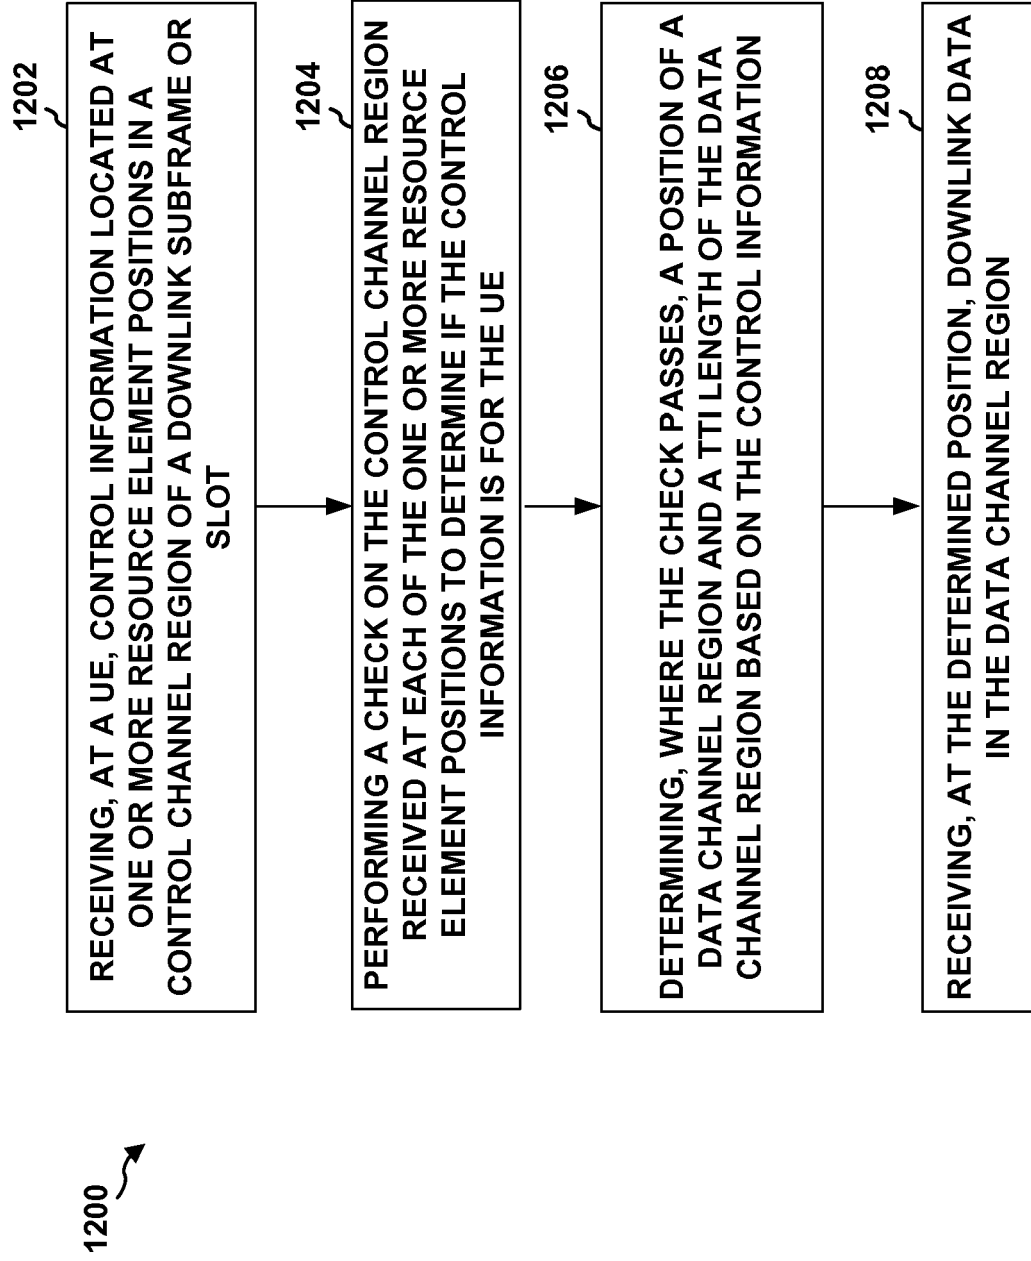 1200
1202
RECEIVING, AT A UE, CONTROL INFORMATION LOCATED AT
ONE OR MORE RESOURCE ELEMENT POSITIONS IN A
CONTROL CHANNEL REGION OF A DOWNLINK SUBFRAME OR
SLOT
1204
PERFORMING A CHECK ON THE CONTROL CHANNEL REGION
RECEIVED AT EACH OF THE ONE OR MORE RESOURCE
ELEMENT POSITIONS TO DETERMINE IF THE CONTROL
INFORMATION IS FOR THE UE
1206
DETERMINING, WHERE THE CHECK PASSES, A POSITION OF A
DATA CHANNEL REGION AND A TTI LENGTH OF THE DATA
CHANNEL REGION BASED ON THE CONTROL INFORMATION
1208
RECEIVING, AT THE DETERMINED POSITION, DOWNLINK DATA
IN THE DATA CHANNEL REGION